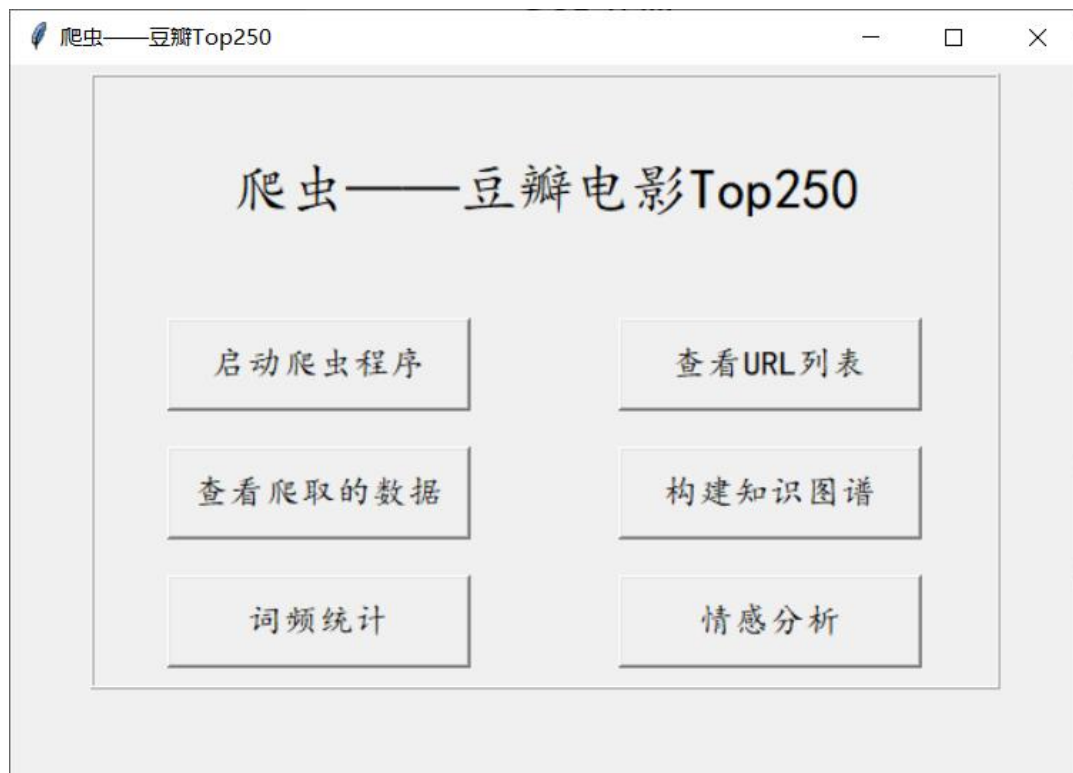 爬虫——豆瓣Top250
爬虫——豆瓣电影Top250
启动爬虫程序
查看URL列表
查看爬取的数据
构建知识图谱
词频统计
情感分析